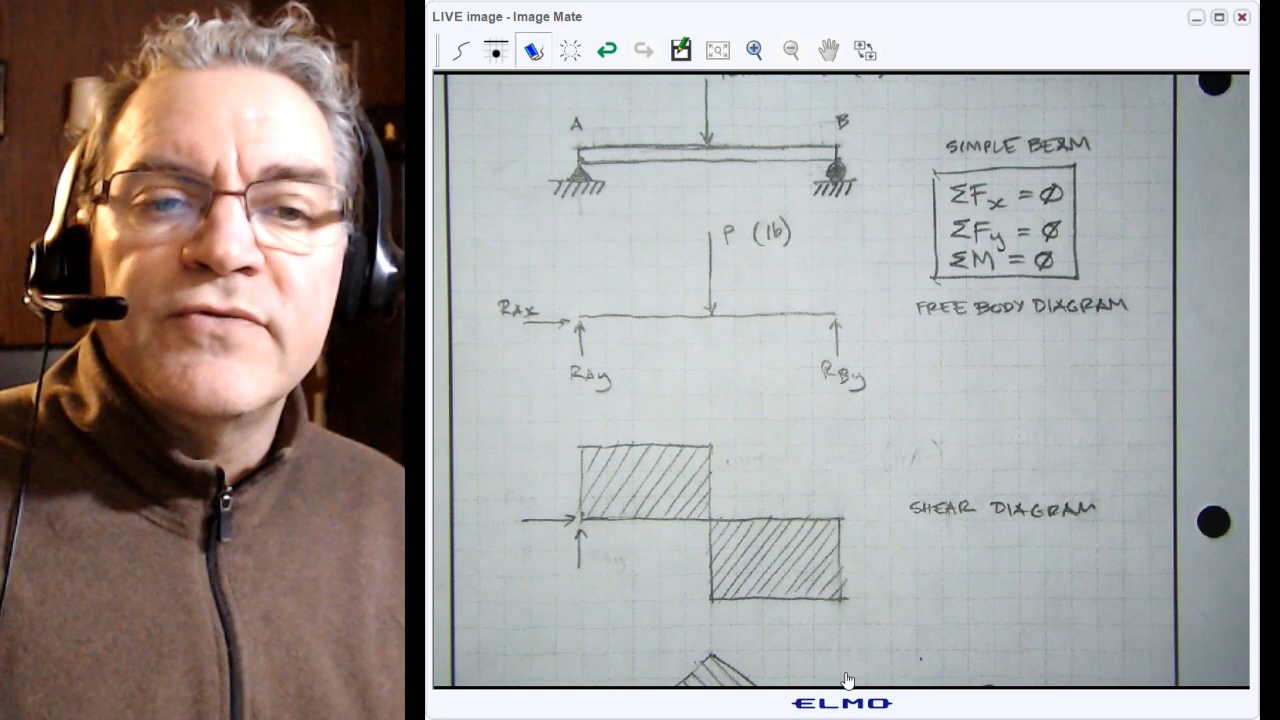 LIVE image - Image Mate
A
B
SIMPLE BEAM
ΣFx = Ø
ΣFy = Ø
ΣM = Ø
P (lb)
FREE BODY DIAGRAM
RAx
RAy
RBy
SHEAR DIAGRAM
ELMO